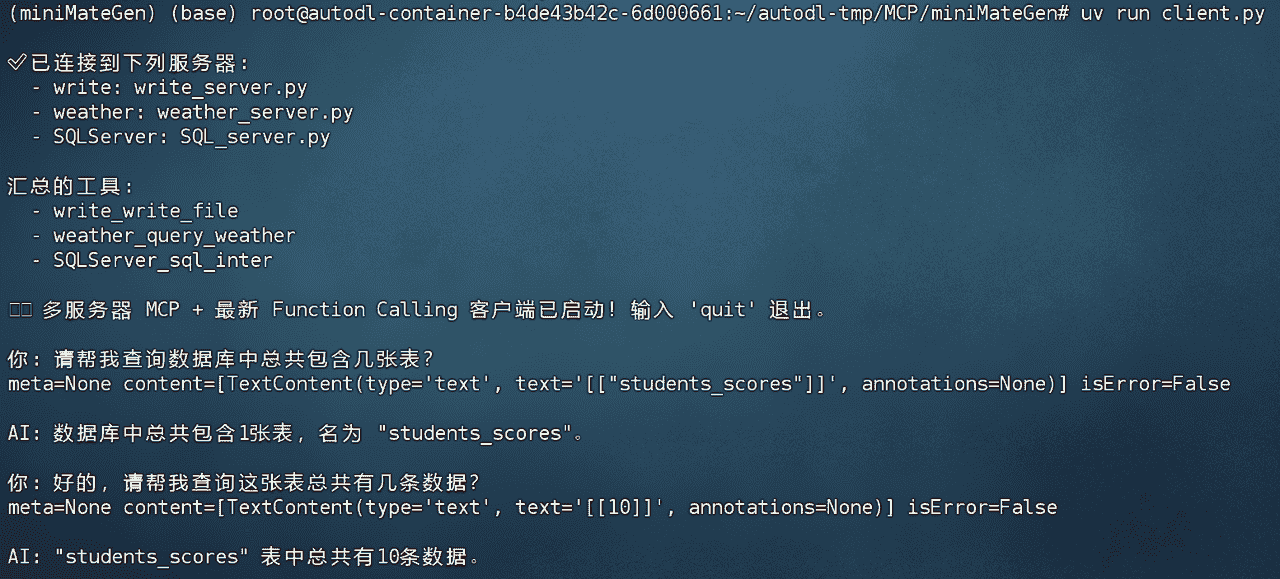 (miniMateGen) (base) root@autodl-container-b4de43b42c-6d000661:~/autodl-tmp/MCP/miniMateGen# uv run client.py
✅已连接到下列服务器:
- write: write_server.py
- weather: weather_server.py
- SQLServer: SQL_server.py
汇总的工具:
- write_write_file
- weather_query_weather
- SQLServer_sql_inter
多服务器 MCP + 最新 Function Calling 客户端已启动! 输入 'quit' 退出。
你: 请帮我查询数据库中总共包含几张表?
meta=None content=[TextContent(type='text', text='[["students_scores"]]', annotations=None)] isError=False
AI: 数据库中总共包含1张表, 名为 "students_scores"。
你: 好的, 请帮我查询这张表总共有几条数据?
meta=None content=[TextContent(type='text', text='[[10]]', annotations=None)] isError=False
AI: "students_scores" 表中总共有10条数据。